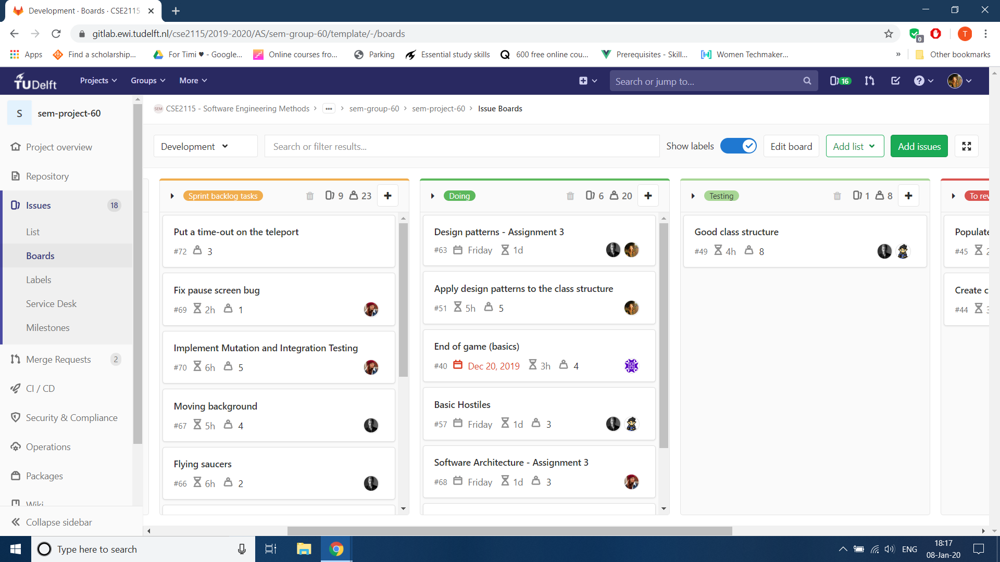 Development · Boards · CSE2115
gitlab.ewi.tudelft.nl/cse2115/2019-2020/AS/sem-group-60/template/-/boards
0
T
Apps
Find a scholarship...
For Timi ♥ - Google...
Online courses fro...
Parking
Essential study skills
600 free online cou...
Prerequisites - Skill...
Women Techmaker...
»
Other bookmarks
TUDelft
Projects
Groups
More
Search or jump to...
16
S
sem-project-60
Project overview
Repository
Issues
18
List
Boards
Labels
Service Desk
Milestones
Merge Requests
2
CI / CD
Security & Compliance
Operations
Packages
Wiki
Collapse sidebar
SEM
CSE2115 - Software Engineering Methods > ... > sem-group-60 > sem-project-60 > Issue Boards
Development
Search or filter results...
Show labels
Edit board
Add list
Add issues
Sprint backlog tasks
9
23
Put a time-out on the teleport
#72 3
Fix pause screen bug
#69 2h 1
Implement Mutation and Integration Testing
#70 6h 5
Moving background
#67 5h 4
Flying saucers
#66 6h 2
Doing
6
20
Design patterns - Assignment 3
#63 Friday 1d
Apply design patterns to the class structure
#51 5h 5
End of game (basics)
#40 Dec 20, 2019 3h 4
Basic Hostiles
#57 Friday 1d 3
Software Architecture - Assignment 3
#68 Friday 1d 3
Testing
1
8
Good class structure
#49 4h 8
To rev
Populate
#45
Create c
#44
Type here to search
ENG
18:17
08-Jan-20